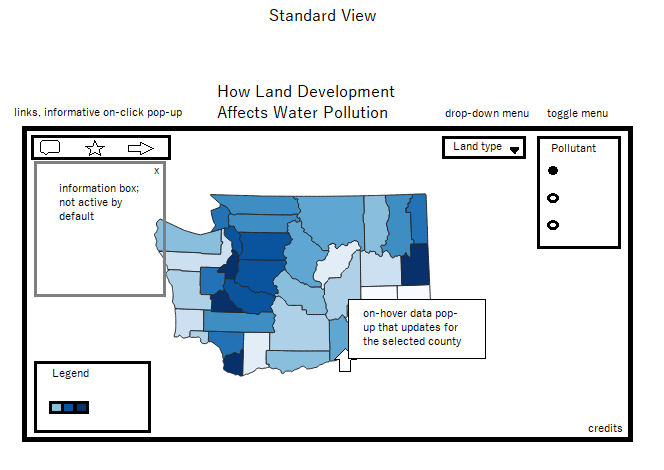 Standard View
How Land Development
Affects Water Pollution
links, informative on-click pop-up
drop-down menu
toggle menu
Land type
Pollutant
x
information box;
not active by
default
on-hover data pop-
up that updates for
the selected county
Legend
credits